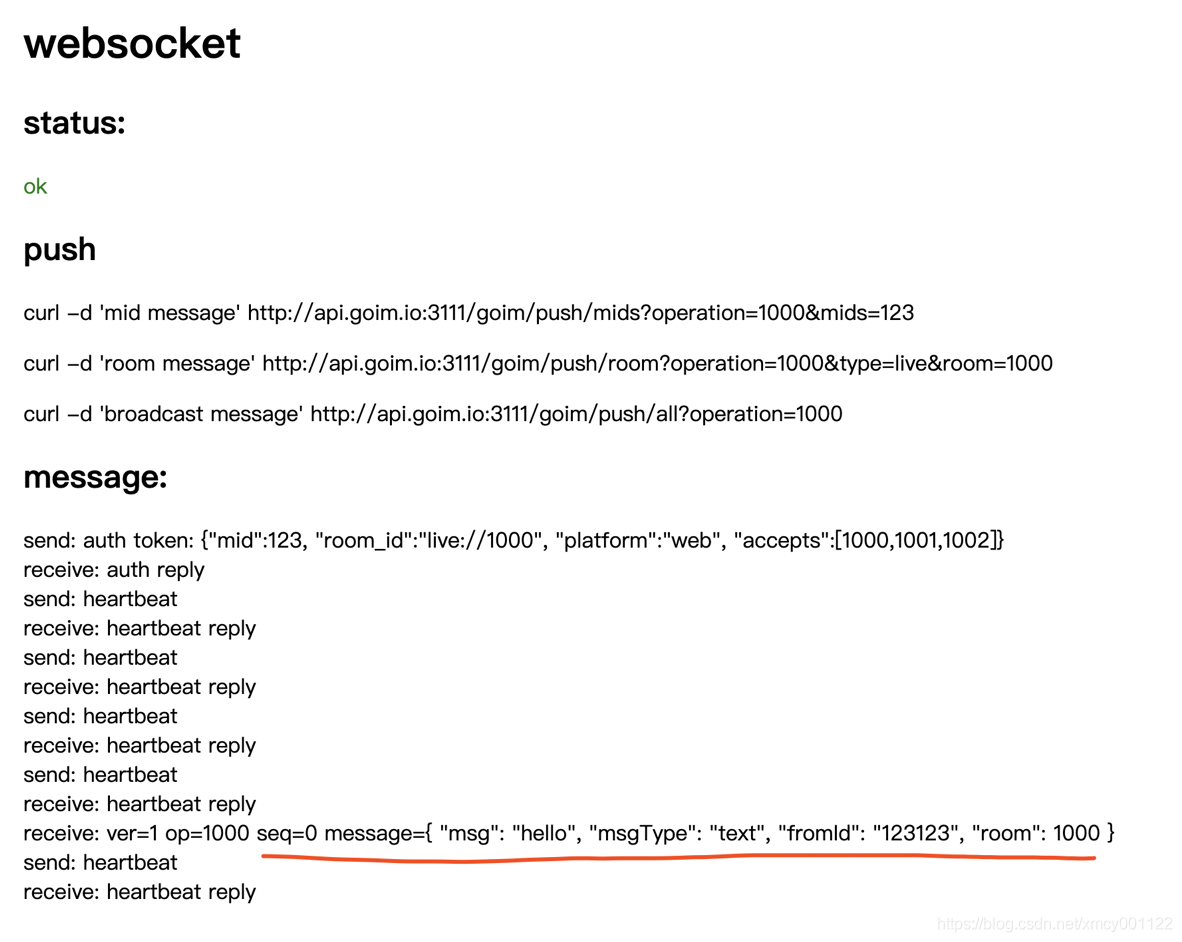 websocket
status:
ok
push
curl -d 'mid message' http://api.goim.io:3111/goim/push/mids?operation=1000&mids=123
curl -d 'room message' http://api.goim.io:3111/goim/push/room?operation=1000&type=live&room=1000
curl -d 'broadcast message' http://api.goim.io:3111/goim/push/all?operation=1000
message:
send: auth token: {"mid":123, "room_id":"live://1000", "platform":"web", "accepts":[1000,1001,1002]}
receive: auth reply
send: heartbeat
receive: heartbeat reply
send: heartbeat
receive: heartbeat reply
send: heartbeat
receive: heartbeat reply
send: heartbeat
receive: heartbeat reply
receive: ver=1 op=1000 seq=0 message={ "msg": "hello", "msgType": "text", "fromId": "123123", "room": 1000 }
send: heartbeat
receive: heartbeat reply
https://blog.csdn.net/xmcy001122